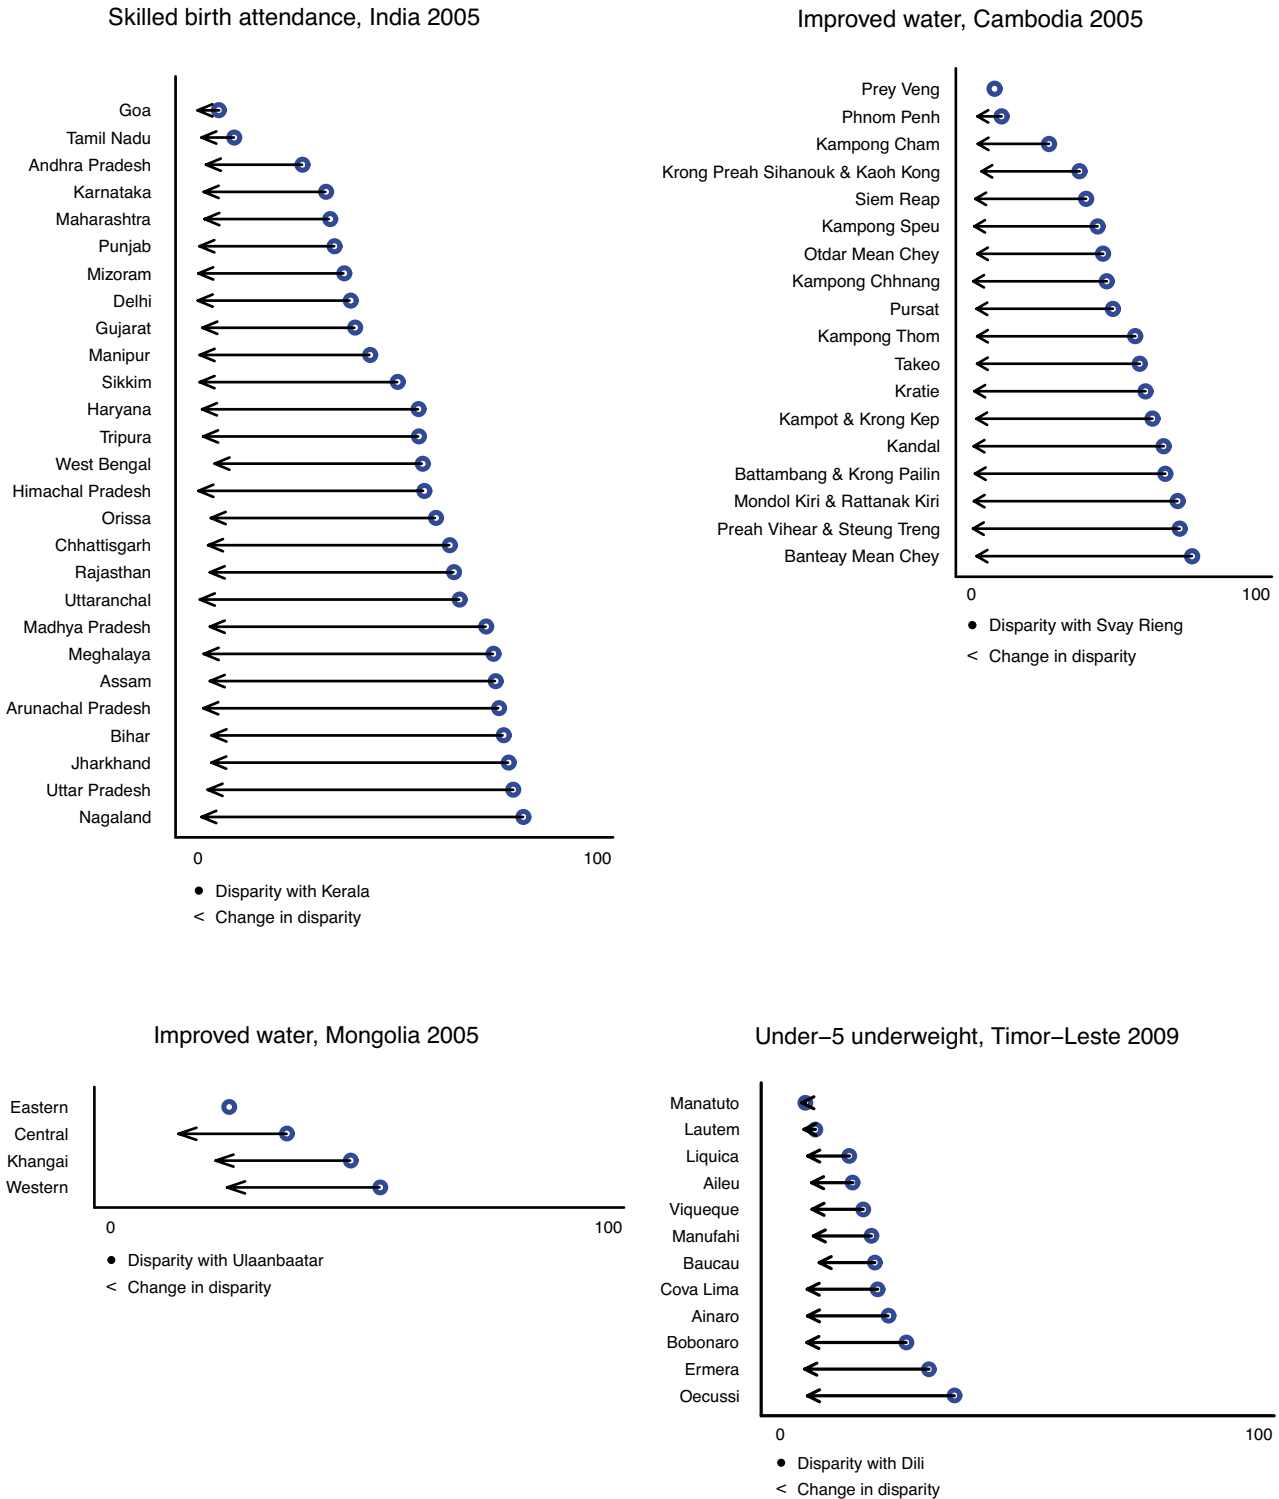 Skilled birth attendance, India 2005
Goa
Tamil Nadu
Andhra Pradesh
Karnataka
Maharashtra
Punjab
Mizoram
Delhi
Gujarat
Manipur
Sikkim
Haryana
Tripura
West Bengal
Himachal Pradesh
Orissa
Chhattisgarh
Rajasthan
Uttaranchal
Madhya Pradesh
Meghalaya
Assam
Arunachal Pradesh
Bihar
Jharkhand
Uttar Pradesh
Nagaland
0 100
● Disparity with Kerala
< Change in disparity
Improved water, Cambodia 2005
Prey Veng
Phnom Penh
Kampong Cham
Krong Preah Sihanouk & Kaoh Kong
Siem Reap
Kampong Speu
Otdar Mean Chey
Kampong Chhnang
Pursat
Kampong Thom
Takeo
Kratie
Kampot & Krong Kep
Kandal
Battambang & Krong Pailin
Mondol Kiri & Rattanak Kiri
Preah Vihear & Steung Treng
Banteay Mean Chey
0 100
● Disparity with Svay Rieng
< Change in disparity
Improved water, Mongolia 2005
Eastern
Central
Khangai
Western
0 100
● Disparity with Ulaanbaatar
< Change in disparity
Under−5 underweight, Timor−Leste 2009
Manatuto
Lautem
Liquica
Aileu
Viqueque
Manufahi
Baucau
Cova Lima
Ainaro
Bobonaro
Ermera
Oecussi
0 100
● Disparity with Dili
< Change in disparity